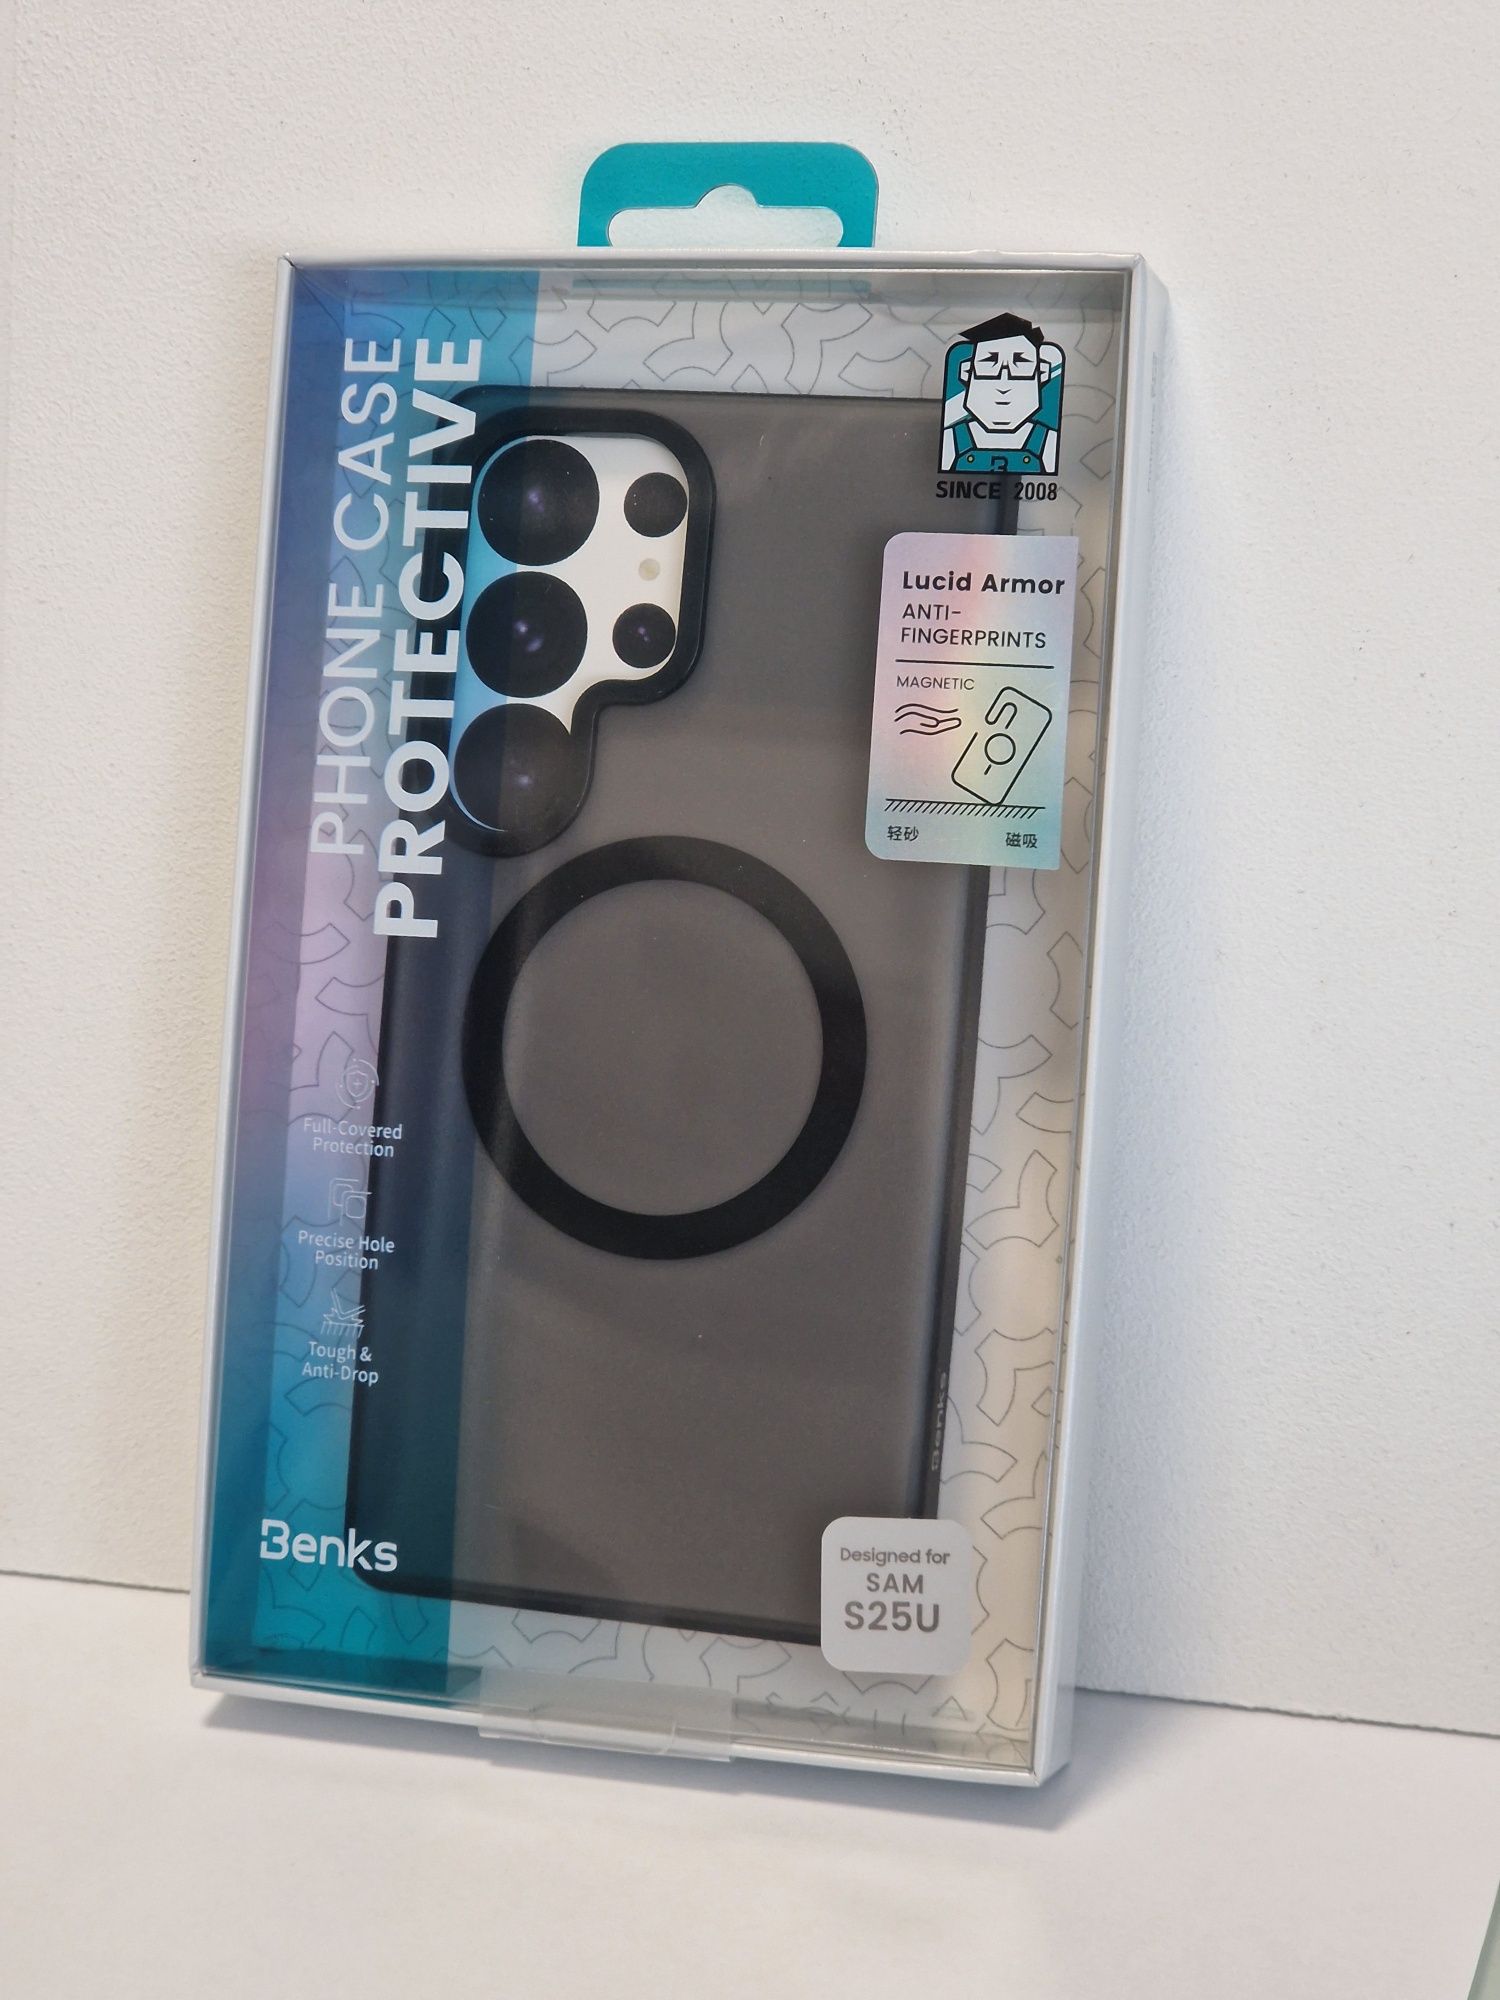 PHONE CASE
PROTECTIVE
SINCE 2008
Lucid Armor
ANTI-
FINGERPRINTS
MAGNETIC
轻砂 磁吸
Full-Covered
Protection
Precise Hole
Position
Tough &
Anti-Drop
Benks
Benks
Designed for
SAM
S25U